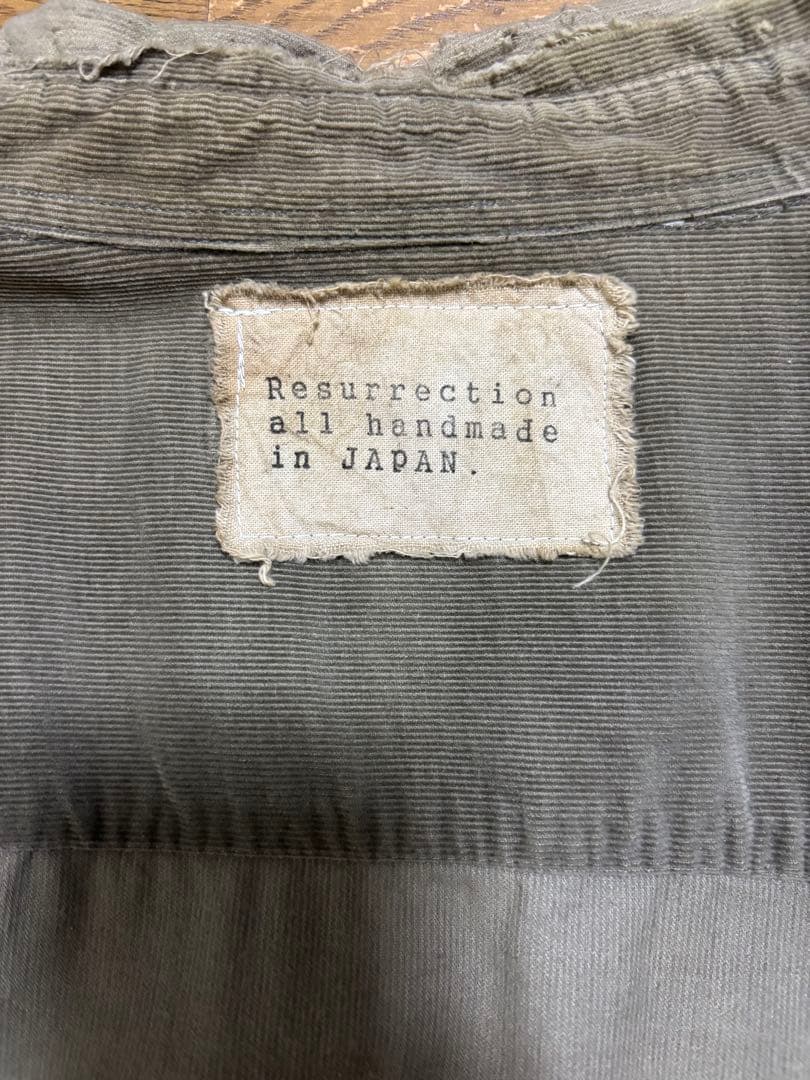 Resurrection
all handmade
in JAPAN.